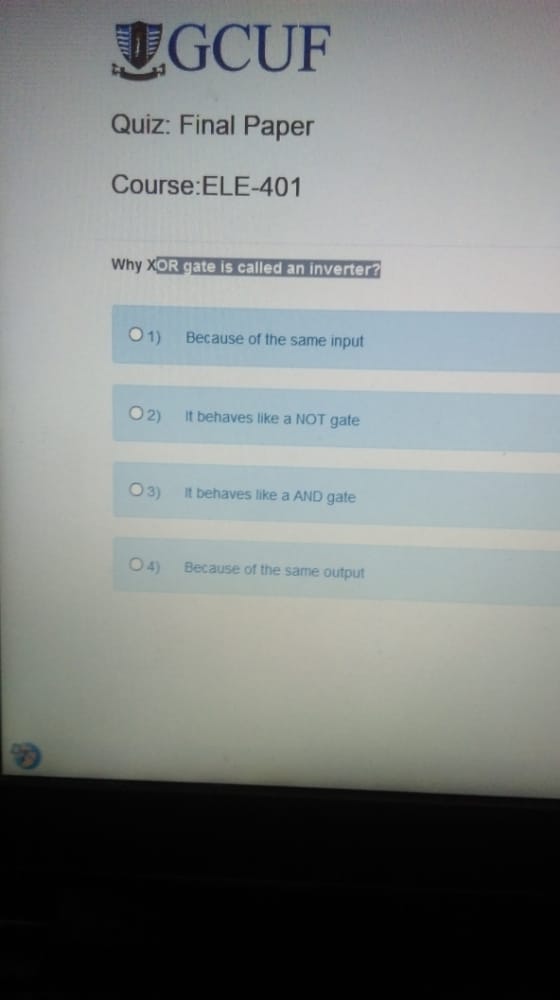 GCUF
Quiz: Final Paper
Course:ELE-401
Why XOR gate is called an inverter?
1) Because of the same input
2) It behaves like a NOT gate
3) It behaves like a AND gate
4) Because of the same output